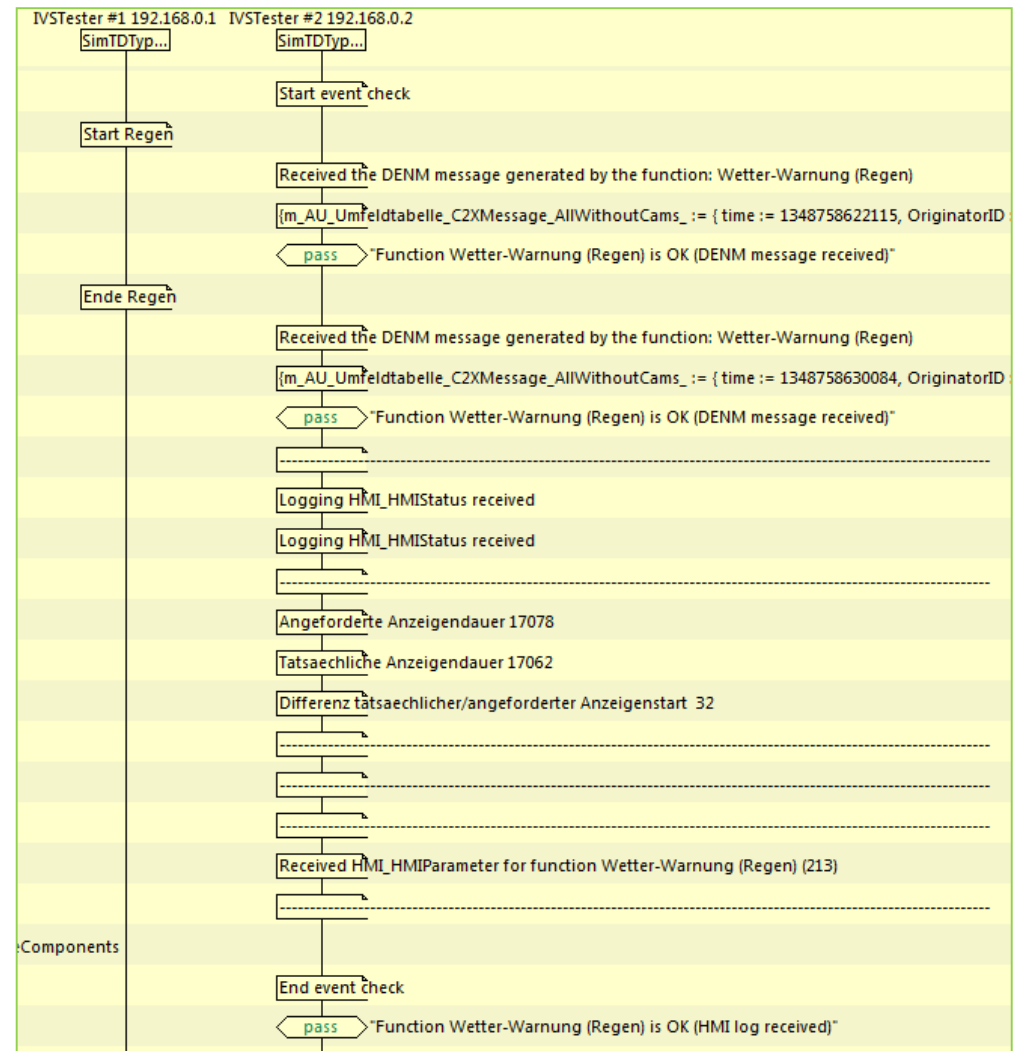 IVSTester #1 192.168.0.1 IVSTester #2 192.168.0.2
SimTDTyp... SimTDTyp...
Start event check
Start Regen
Received the DENM message generated by the function: Wetter-Warnung (Regen)
{m_AU_Umfeldtabelle_C2XMessage_AllWithoutCams_ := { time := 1348758622115, OriginatorID :
pass "Function Wetter-Warnung (Regen) is OK (DENM message received)"
Ende Regen
Received the DENM message generated by the function: Wetter-Warnung (Regen)
{m_AU_Umfeldtabelle_C2XMessage_AllWithoutCams_ := { time := 1348758630084, OriginatorID :
pass "Function Wetter-Warnung (Regen) is OK (DENM message received)"
Logging HMI_HMIStatus received
Logging HMI_HMIStatus received
Angeforderte Anzeigendauer 17078
Tatsaechliche Anzeigendauer 17062
Differenz tatsaechlicher/angeforderter Anzeigenstart 32
Received HMI_HMIParameter for function Wetter-Warnung (Regen) (213)
eComponents
End event check
pass "Function Wetter-Warnung (Regen) is OK (HMI log received)"